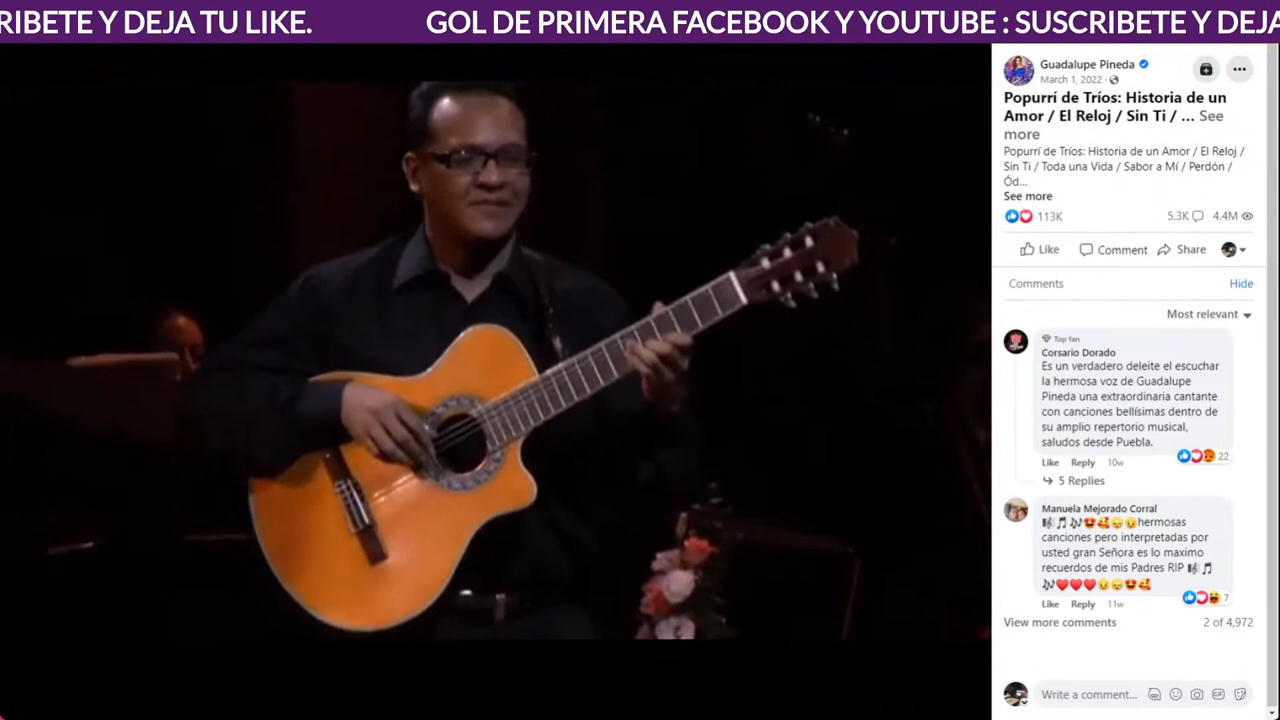 RIBETE Y DEJA TU LIKE. GOL DE PRIMERA FACEBOOK Y YOUTUBE : SUSCRIBETE Y DEJA
Guadalupe Pineda
March 1, 2022 ·
Popurrí de Tríos: Historia de un
Amor / El Reloj / Sin Ti / ... See
more
Popurrí de Tríos: Historia de un Amor / El Reloj /
Sin Ti / Toda una Vida / Sabor a Mí / Perdón /
Ód...
See more
113K 5.3K 4.4M
Like Comment Share
Comments Hide
Most relevant
Top fan
Corsario Dorado
Es un verdadero deleite el escuchar
la hermosa voz de Guadalupe
Pineda una extraordinaria cantante
con canciones bellísimas dentro de
su amplio repertorio musical,
saludos desde Puebla.
22
Like Reply 10w
5 Replies
Manuela Mejorado Corral
🎼🎵🎶😍🥰😪😥hermosas
canciones pero interpretadas por
usted gran Señora es lo maximo
recuerdos de mis Padres RIP 🎼🎵
🎶❤️❤️❤️😥😪😍🥰
7
Like Reply 11w
View more comments 2 of 4,972
Write a comment...
GIF